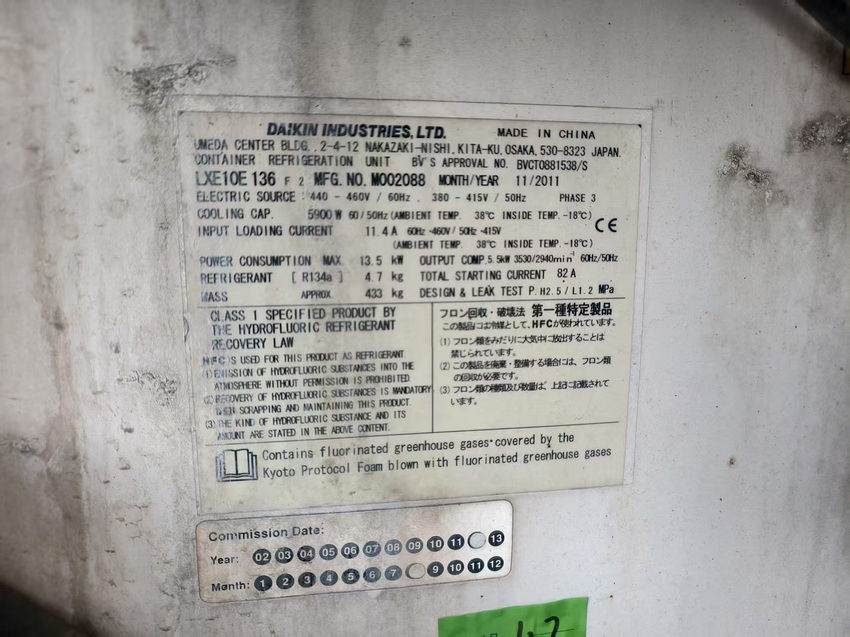 DAIKIN INDUSTRIES, LTD. MADE IN CHINA
UMEDA CENTER BLDG., 2-4-12 NAKAZAKI-NISHI, KITA-KU, OSAKA, 530-8323 JAPAN.
CONTAINER REFRIGERATION UNIT BV'S APPROVAL NO. BVCT0881538/S
LXE10E136 F 2 MFG. NO. M002088 MONTH/YEAR 11/2011
ELECTRIC SOURCE : 440 - 460V / 60Hz . 380 - 415V / 50Hz PHASE 3
COOLING CAP. 5900 W 60/50Hz (AMBIENT TEMP. 38℃ INSIDE TEMP. -18℃)
INPUT LOADING CURRENT 11.4 A 60Hz -460V / 50Hz -415V CE
(AMBIENT TEMP. 38℃ INSIDE TEMP. -18℃)
POWER CONSUMPTION MAX. 13.5 kW OUTPUT COMP. 5.5kW 3530/2940min⁻¹ 60Hz/50Hz
REFRIGERANT [ R134a ] 4.7 kg TOTAL STARTING CURRENT 82 A
MASS APPROX. 433 kg DESIGN & LEAK TEST P. H2.5 / L1.2 MPa
CLASS 1 SPECIFIED PRODUCT BY
THE HYDROFLUORIC REFRIGERANT
RECOVERY LAW
HFC IS USED FOR THIS PRODUCT AS REFRIGERANT
(1) EMISSION OF HYDROFLUORIC SUBSTANCES INTO THE
ATMOSPHERE WITHOUT PERMISSION IS PROHIBITED.
(2) RECOVERY OF HYDROFLUORIC SUBSTANCES IS MANDATORY
WHEN SCRAPPING AND MAINTAINING THIS PRODUCT.
(3) THE KIND OF HYDROFLUORIC SUBSTANCE AND ITS
AMOUNT ARE STATED IN THE ABOVE CONTENT.
フロン回収・破壊法 第一種特定製品
この製品には冷媒として、HFCが使われています。
(1) フロン類をみだりに大気中に放出することは
禁じられています。
(2) この製品を廃棄・整備する場合には、フロン類
の回収が必要です。
(3) フロン類の種類及び数量は、上記に記載されて
います。
Contains fluorinated greenhouse gases covered by the
Kyoto Protocol Foam blown with fluorinated greenhouse gases
Commission Date:
Year: 02 03 04 05 06 07 08 09 10 11 13
Month: 1 2 3 4 5 6 7 9 10 11 12